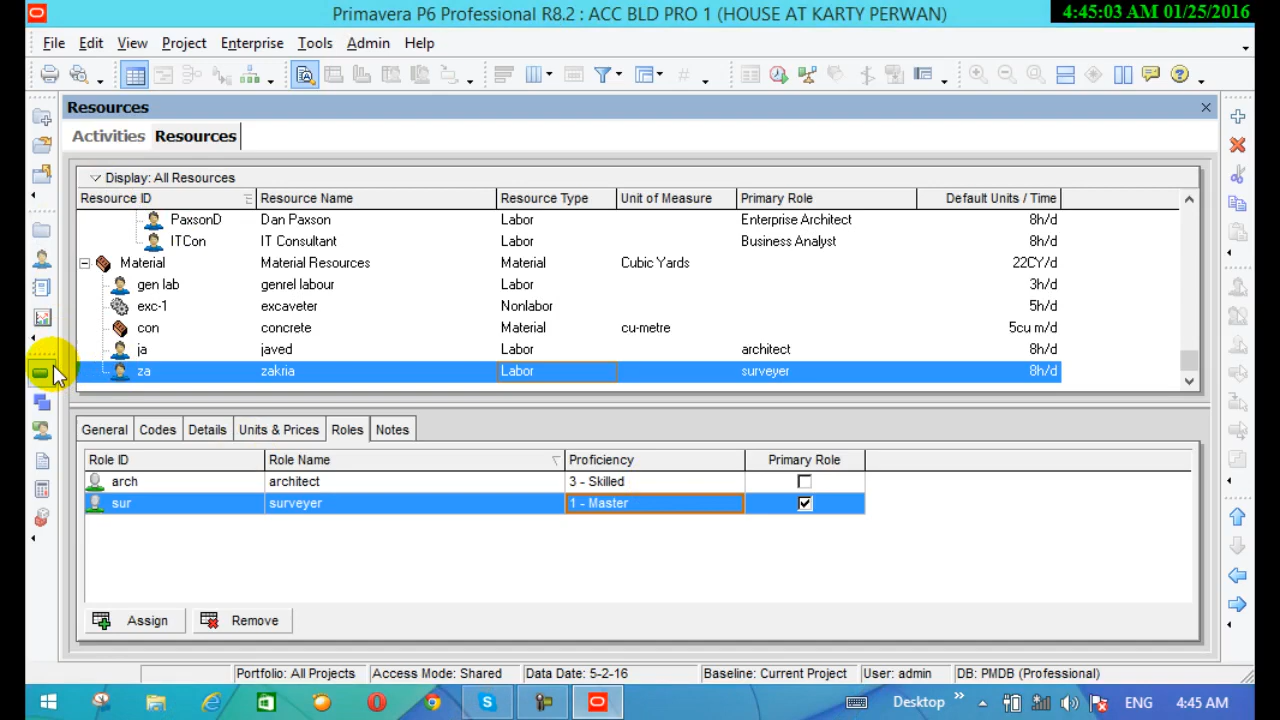 Primavera P6 Professional R8.2 : ACC BLD PRO 1 (HOUSE AT KARTY PERWAN)
4:45:03 AM 01/25/2016
File Edit View Project Enterprise Tools Admin Help
Resources
Activities Resources
Display: All Resources
Resource ID Resource Name Resource Type Unit of Measure Primary Role Default Units / Time
PaxsonD Dan Paxson Labor Enterprise Architect 8h/d
ITCon IT Consultant Labor Business Analyst 8h/d
Material Material Resources Material Cubic Yards 22CY/d
gen lab genrel labour Labor 3h/d
exc-1 excaveter Nonlabor 5h/d
con concrete Material cu-metre 5cu m/d
ja javed Labor architect 8h/d
za zakria Labor surveyer 8h/d
General Codes Details Units & Prices Roles Notes
Role ID Role Name Proficiency Primary Role
arch architect 3 - Skilled
sur surveyer 1 - Master
Assign Remove
Portfolio: All Projects Access Mode: Shared Data Date: 5-2-16 Baseline: Current Project User: admin DB: PMDB (Professional)
Desktop » ENG 4:45 AM